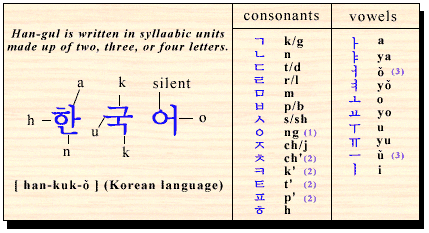 Han-gul is written in syllaabic units
made up of two, three, or four letters.
a k silent
h 한 국 어 o
u
n k
[ han-kuk-ǒ ] (Korean language)
consonants
ㄱ k/g
ㄴ n
ㄷ t/d
ㄹ r/l
ㅁ m
ㅂ p/b
ㅅ s/sh
ㅇ ng (1)
ㅈ ch/j
ㅊ ch' (2)
ㅋ k' (2)
ㅌ t' (2)
ㅍ p' (2)
ㅎ h
vowels
ㅏ a
ㅑ ya
ㅓ ǒ (3)
ㅕ yǒ
ㅗ o
ㅛ yo
ㅜ u
ㅠ yu
ㅡ ǔ (3)
ㅣ i